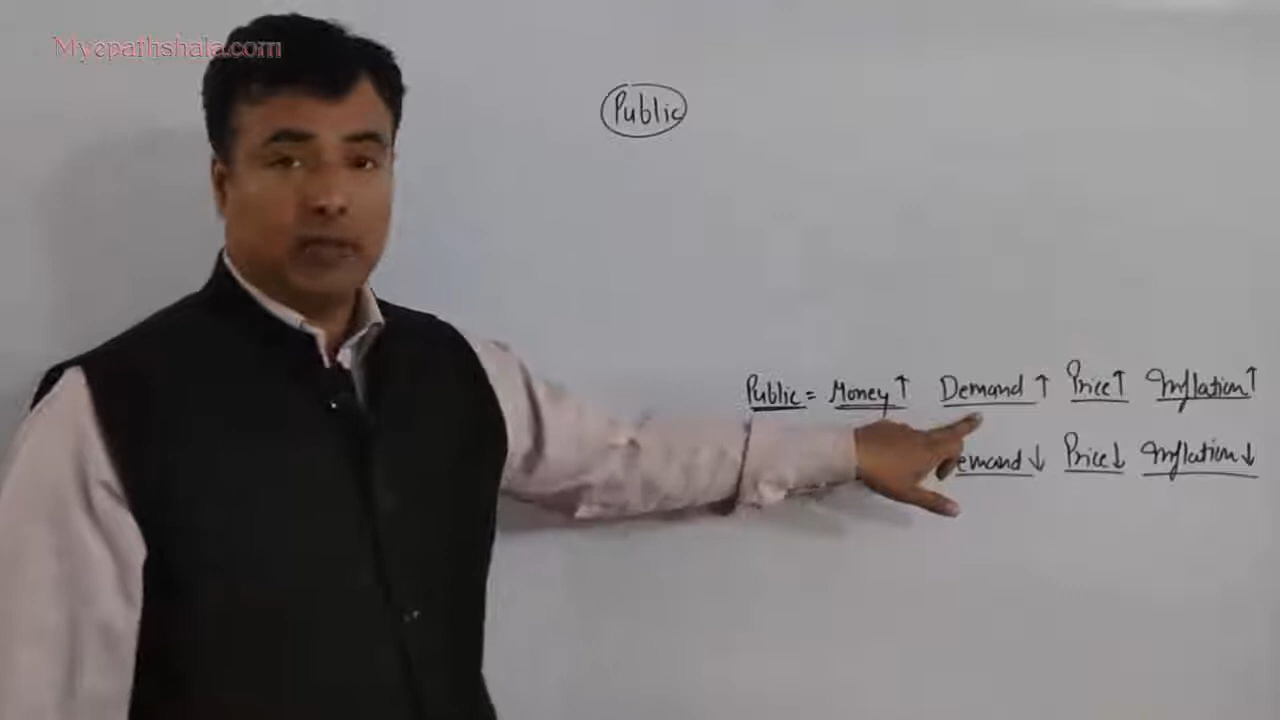 Myepathshala.com
Public
Public = Money ↑ Demand ↑ Price ↑ Inflation ↑
emand ↓ Price ↓ Inflation ↓